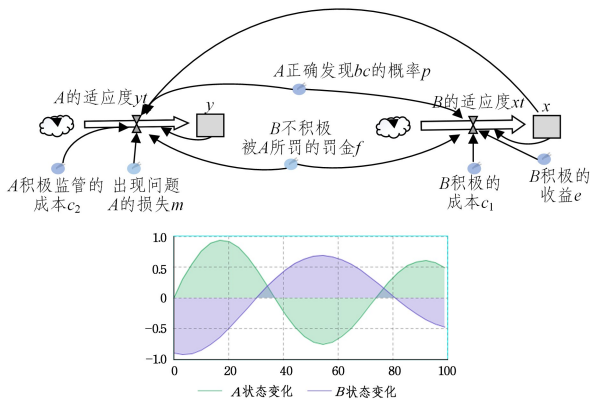 A正确发现bc的概率p
A的适应度yt
y
B的适应度xt
x
B不积极
被A所罚的罚金f
A积极监管的
成本c₂
出现问题
A的损失m
B积极的
成本c₁
B积极的
收益e
1.0
0.5
0
−0.5
−1.0
0 20 40 60 80 100
A状态变化 B状态变化